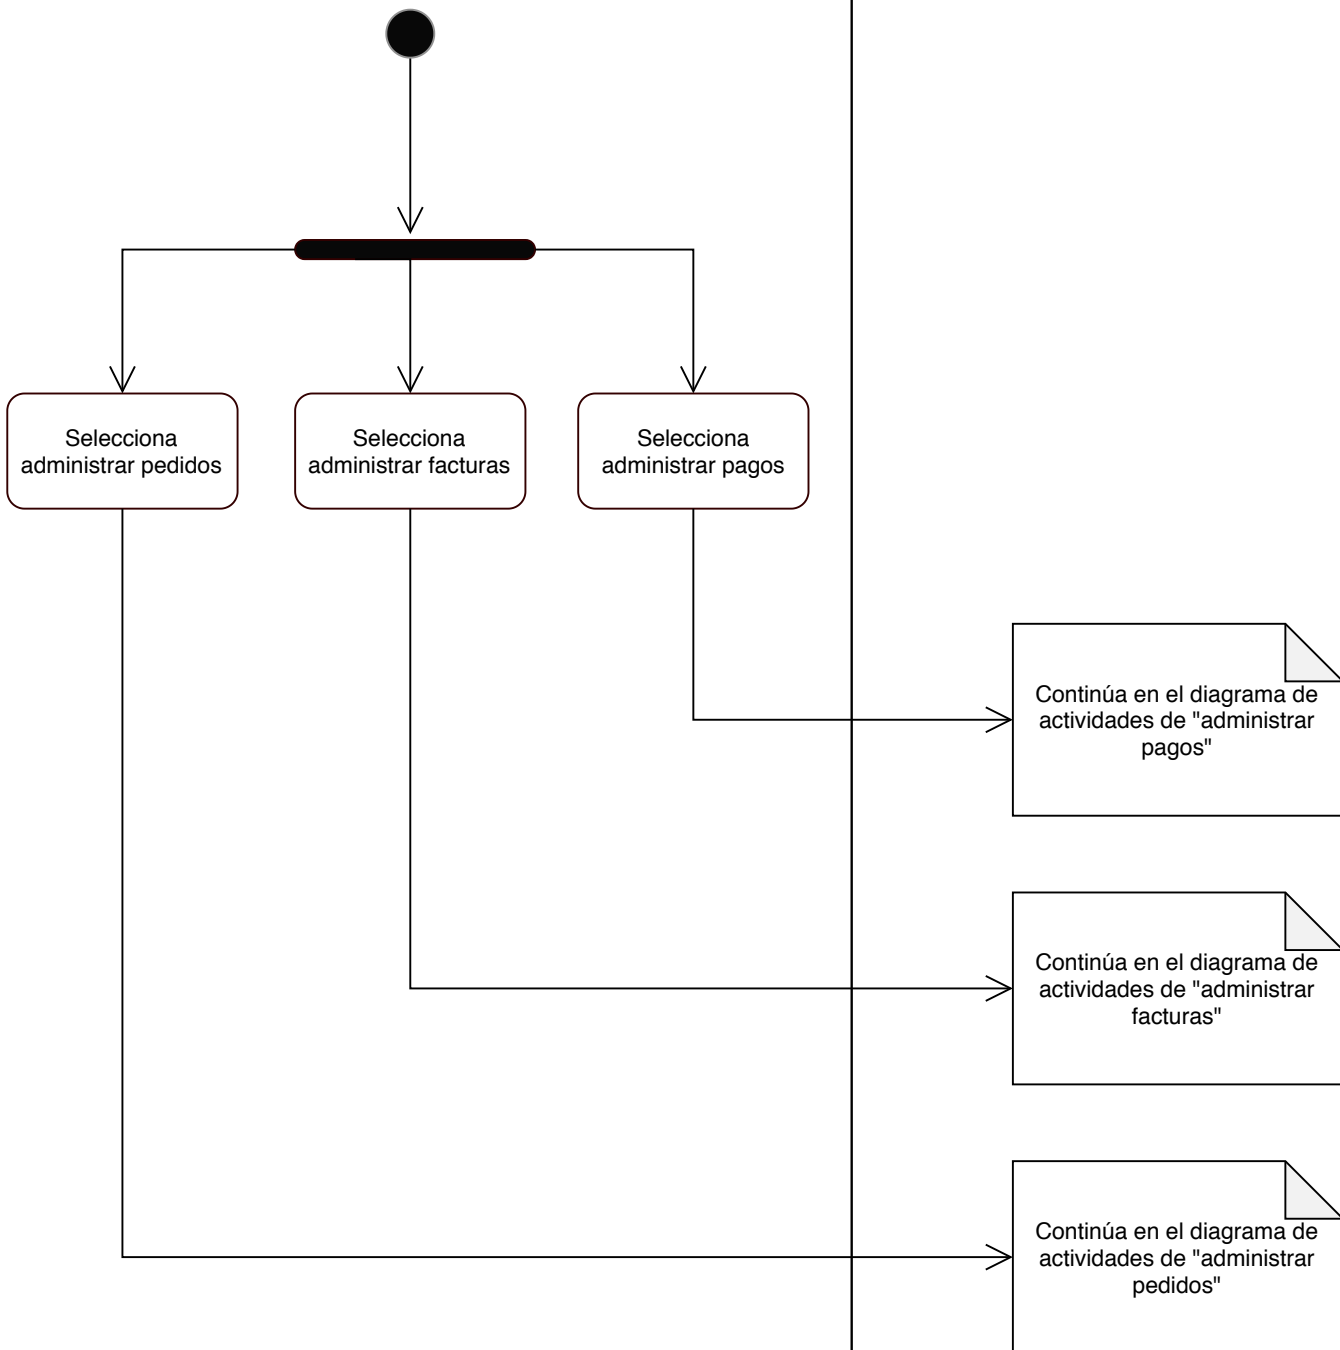 Selecciona
administrar pedidos
Selecciona
administrar facturas
Selecciona
administrar pagos
Continúa en el diagrama de
actividades de "administrar
pagos"
Continúa en el diagrama de
actividades de "administrar
facturas"
Continúa en el diagrama de
actividades de "administrar
pedidos"